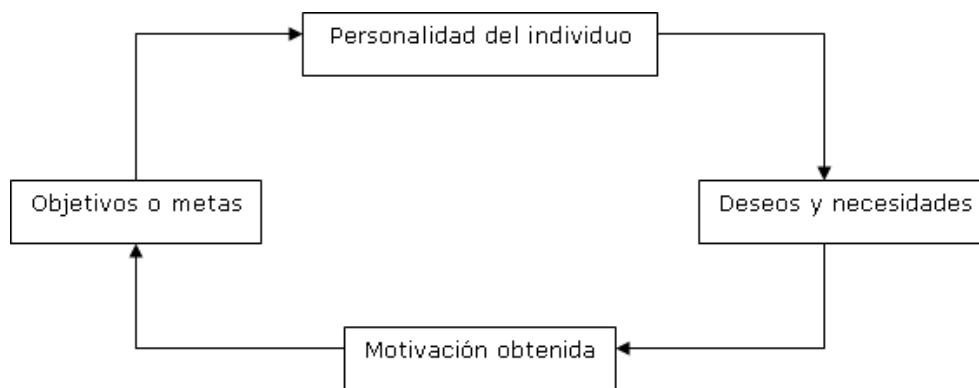 Personalidad del individuo
Objetivos o metas
Deseos y necesidades
Motivación obtenida